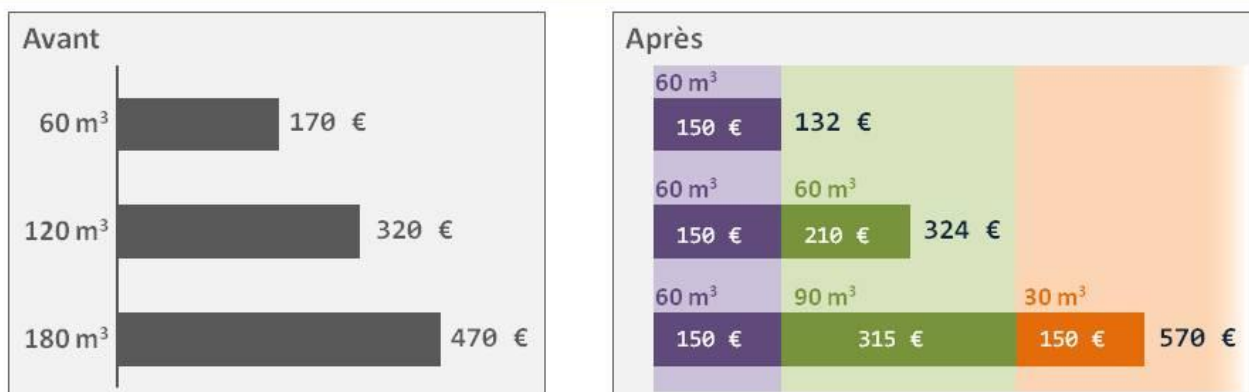 Avant
60 m³ 170 €
120 m³ 320 €
180 m³ 470 €
Après
60 m³
150 € 132 €
60 m³ 60 m³
150 € 210 € 324 €
60 m³ 90 m³ 30 m³
150 € 315 € 150 € 570 €